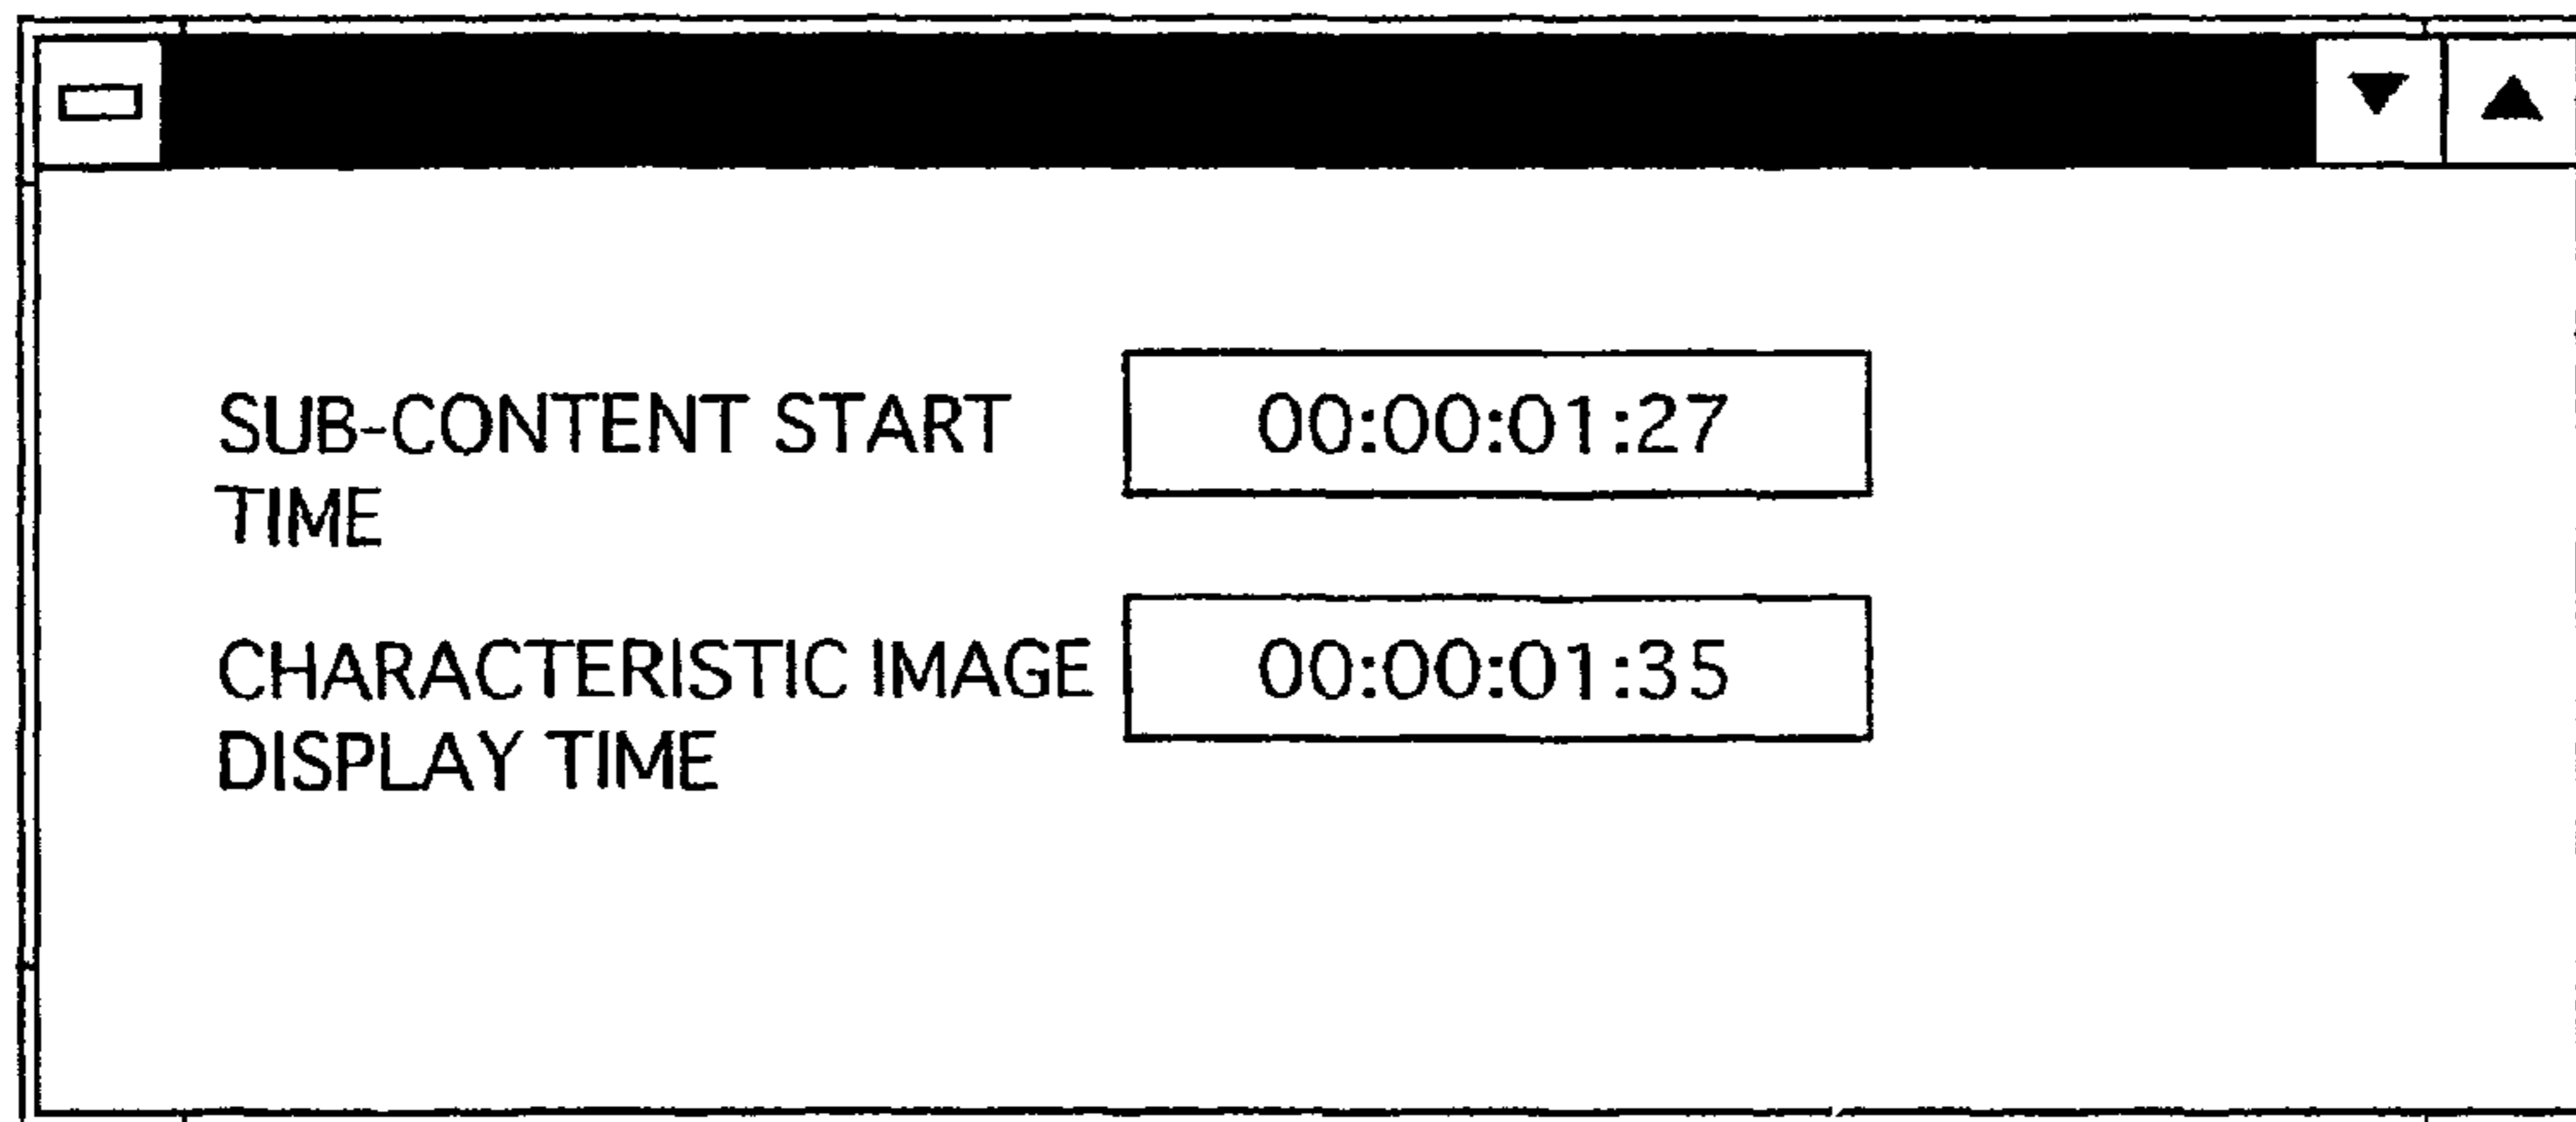 SUB-CONTENT START 00:00:01:27
TIME
CHARACTERISTIC IMAGE 00:00:01:35
DISPLAY TIME